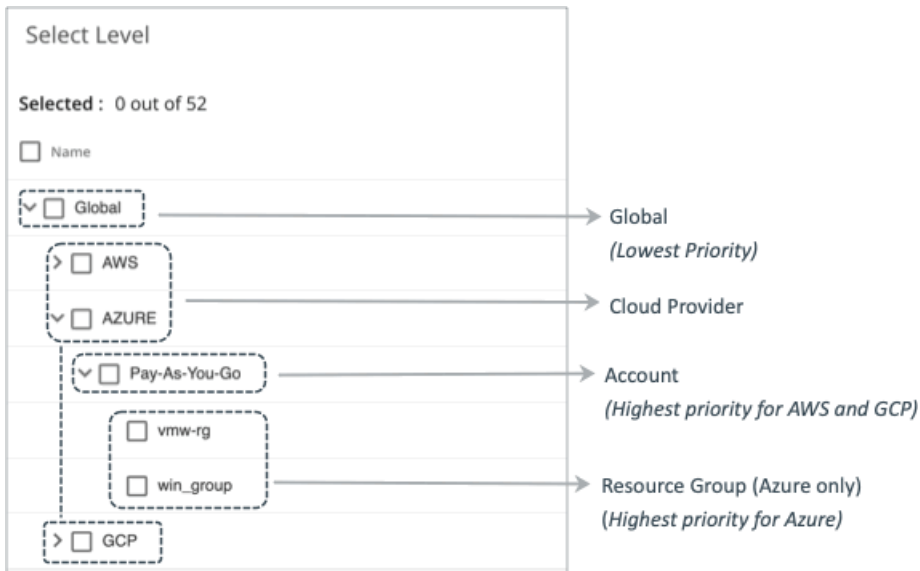 Select Level
Selected : 0 out of 52
Name
Global
Global
(Lowest Priority)
AWS
AZURE
Cloud Provider
Pay-As-You-Go
Account
(Highest priority for AWS and GCP)
vmw-rg
win_group
Resource Group (Azure only)
(Highest priority for Azure)
GCP